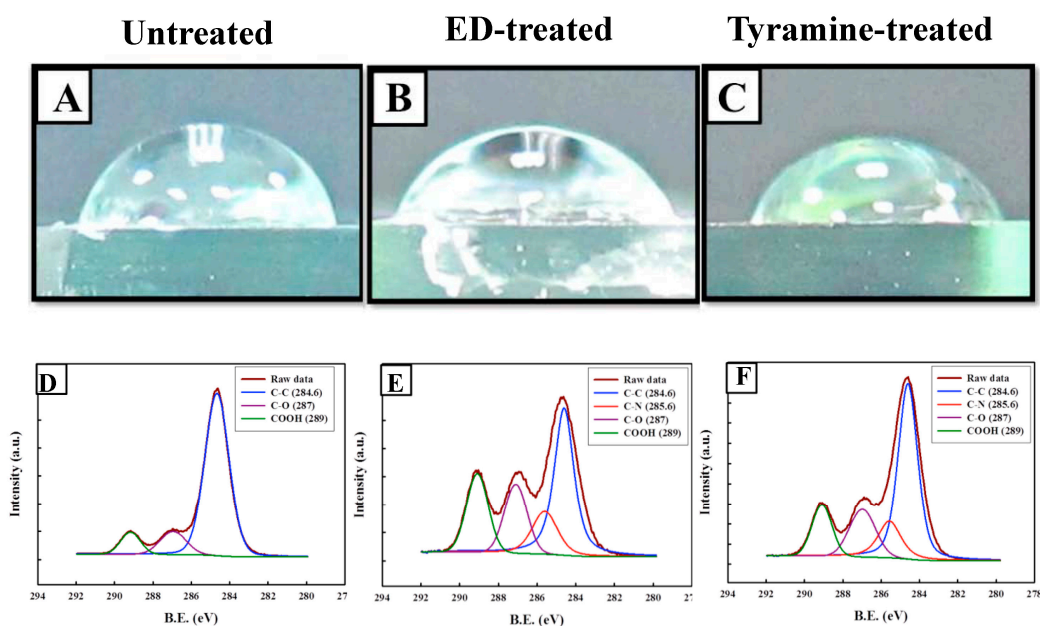 Untreated ED-treated Tyramine-treated
A B C
D
Raw data
C-C (284.6)
C-O (287)
COOH (289)
Intensity (a.u.)
294 292 290 288 286 284 282 280 27
B.E. (eV)
E
Raw data
C-C (284.6)
C-N (285.6)
C-O (287)
COOH (289)
Intensity (a.u.)
294 292 290 288 286 284 282 280 27
B.E. (eV)
F
Raw data
C-C (284.6)
C-N (285.6)
C-O (287)
COOH (289)
Intensity (a.u.)
294 292 290 288 286 284 282 280 278
B.E. (eV)